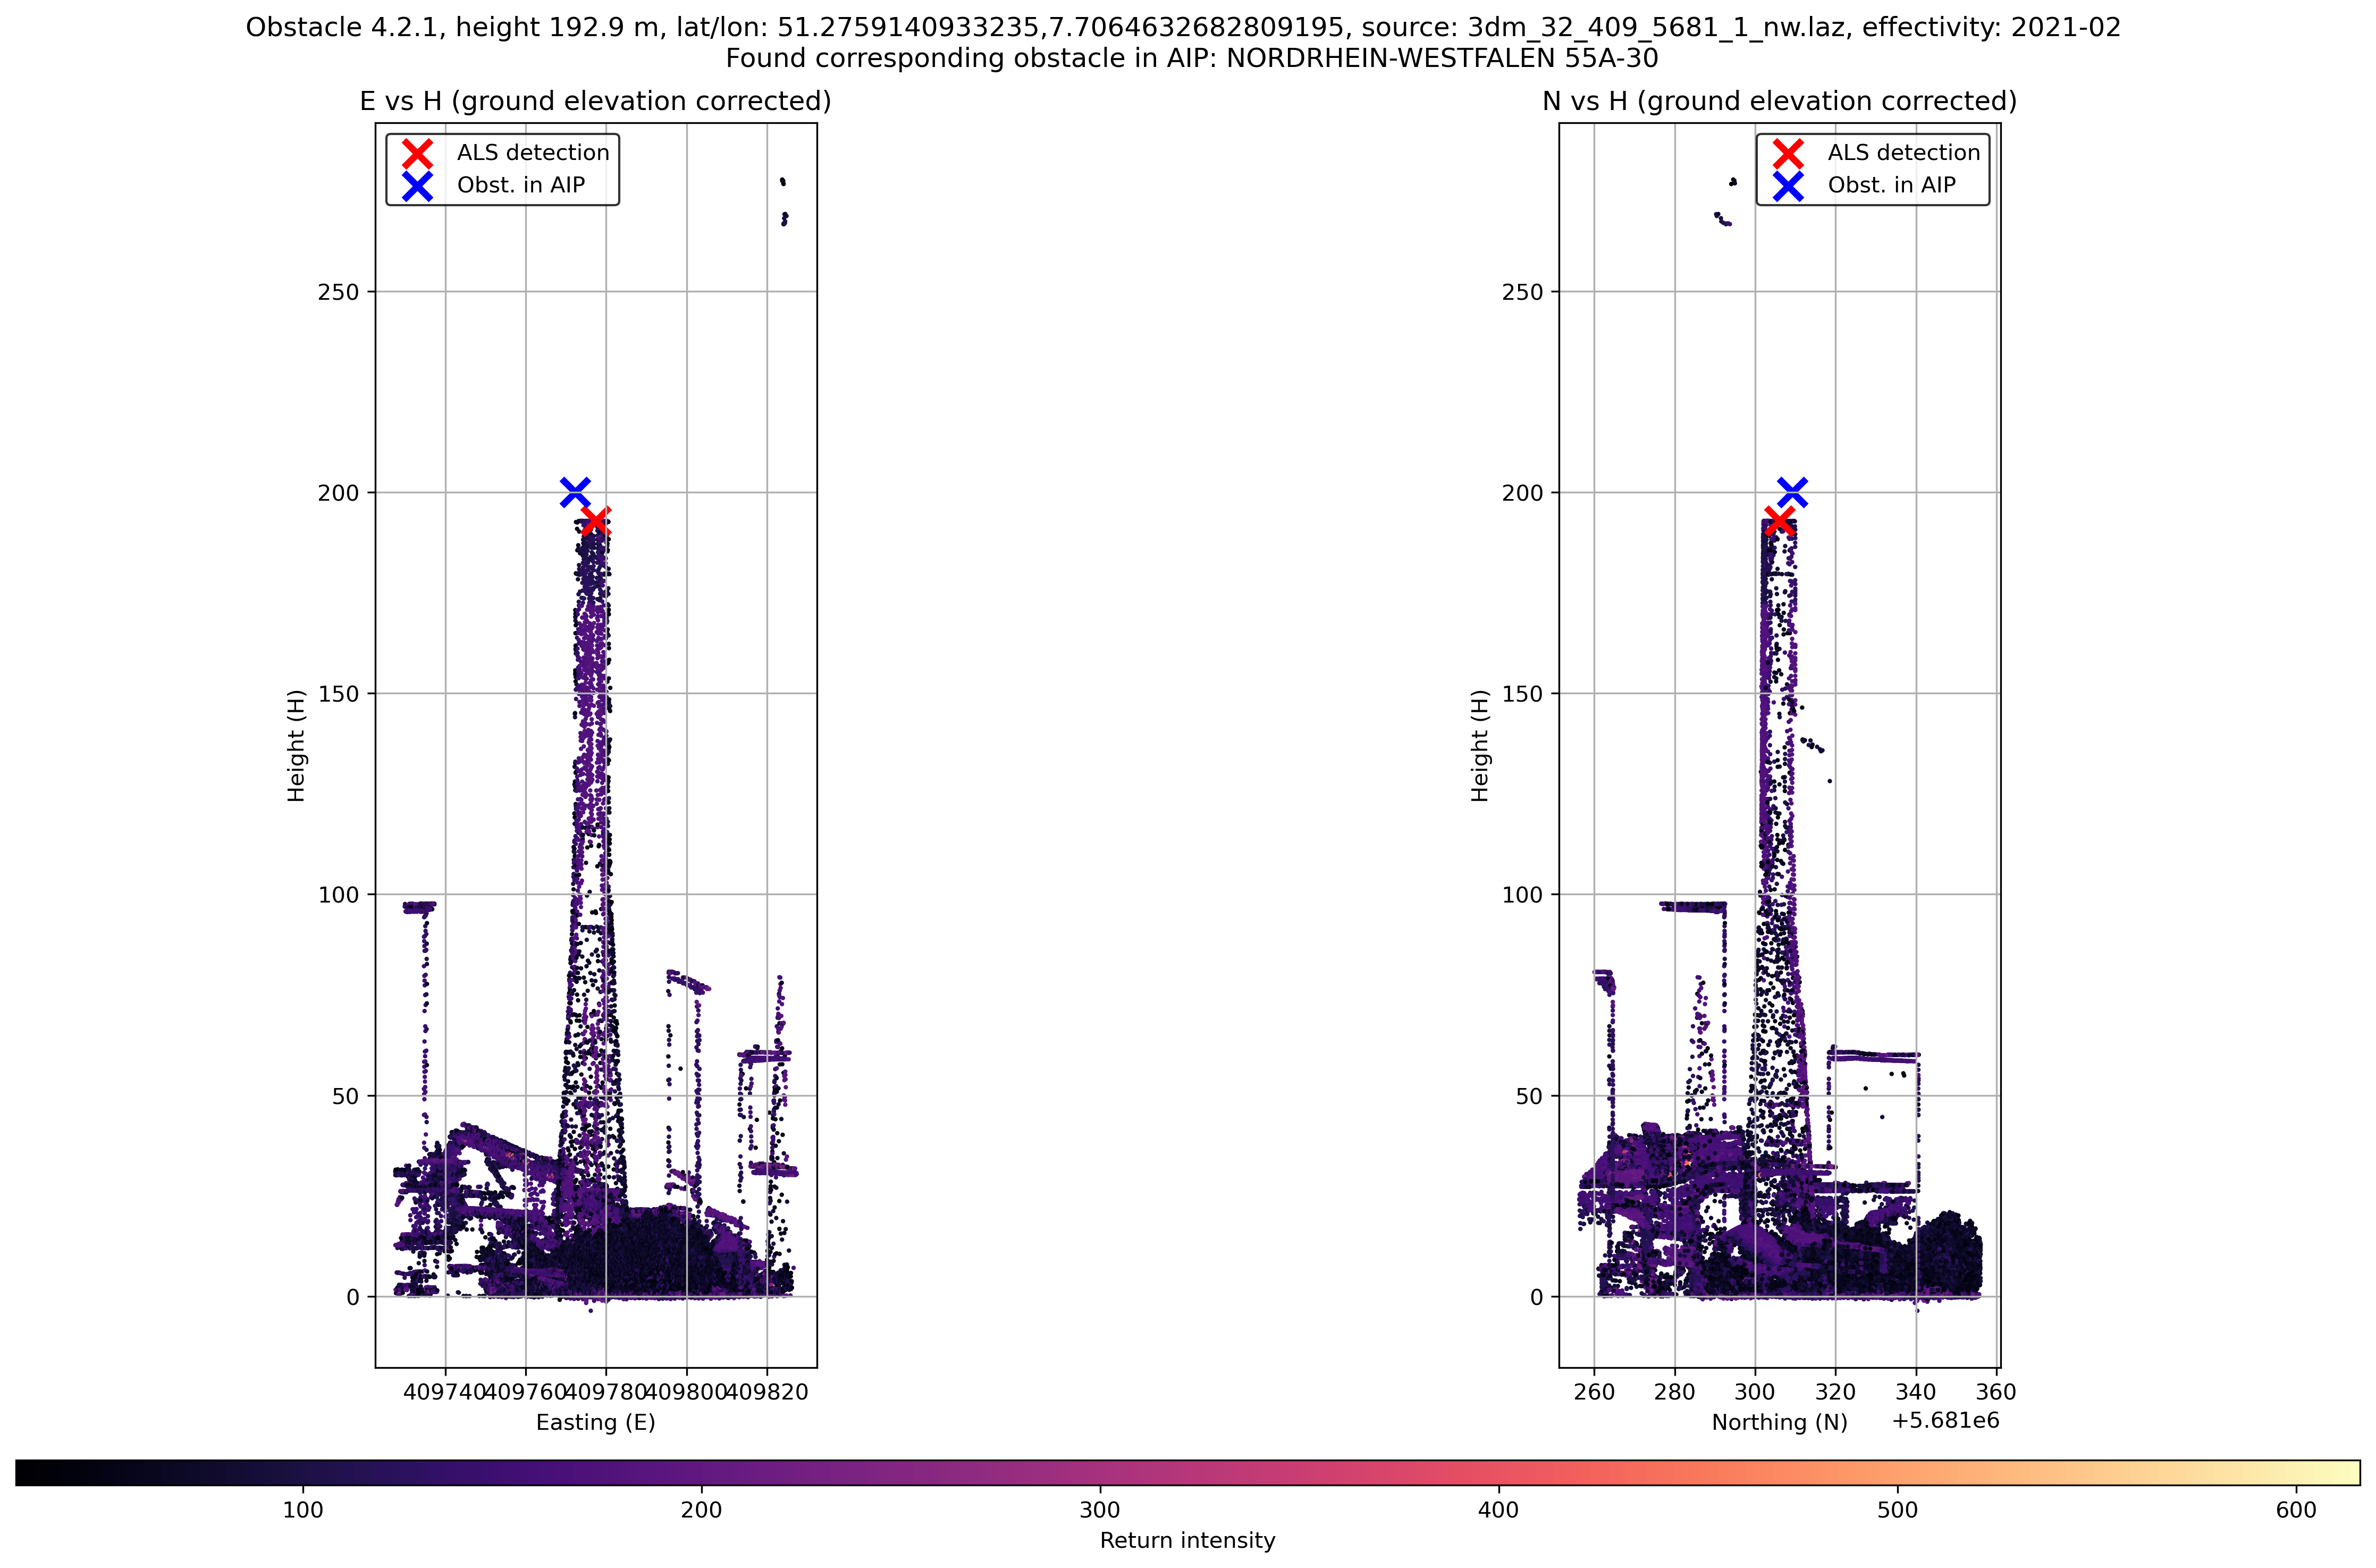 Obstacle 4.2.1, height 192.9 m, lat/lon: 51.2759140933235,7.7064632682809195, source: 3dm_32_409_5681_1_nw.laz, effectivity: 2021-02
Found corresponding obstacle in AIP: NORDRHEIN-WESTFALEN 55A-30
E vs H (ground elevation corrected)
ALS detection
Obst. in AIP
250
200
150
100
50
0
Height (H)
409740 409760 409780 409800 409820
Easting (E)
N vs H (ground elevation corrected)
ALS detection
Obst. in AIP
250
200
150
100
50
0
Height (H)
260 280 300 320 340 360
Northing (N)
+5.681e6
100 200 300 400 500 600
Return intensity